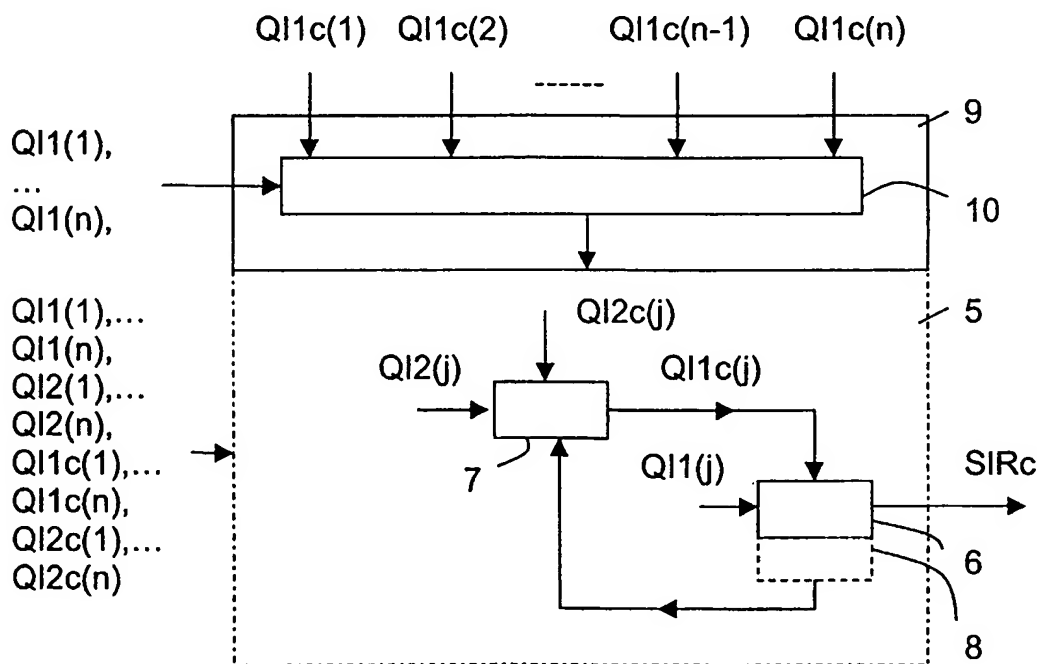 QI1c(1) QI1c(2) QI1c(n-1) QI1c(n)
9
QI1(1),
...
QI1(n),
10
QI1(1),...
QI1(n),
QI2(1),...
QI2(n),
QI1c(1),...
QI1c(n),
QI2c(1),...
QI2c(n)
5
QI2c(j)
QI2(j) QI1c(j)
7
QI1(j)
SIRc
6
8